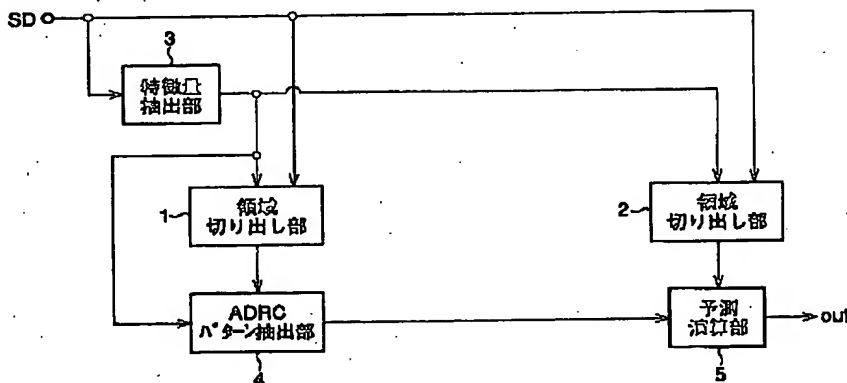 SD
3
特徴量
抽出部
1
領域
切り出し部
2
領域
切り出し部
ADRC
パターン抽出部
4
予測
演算部
out
5